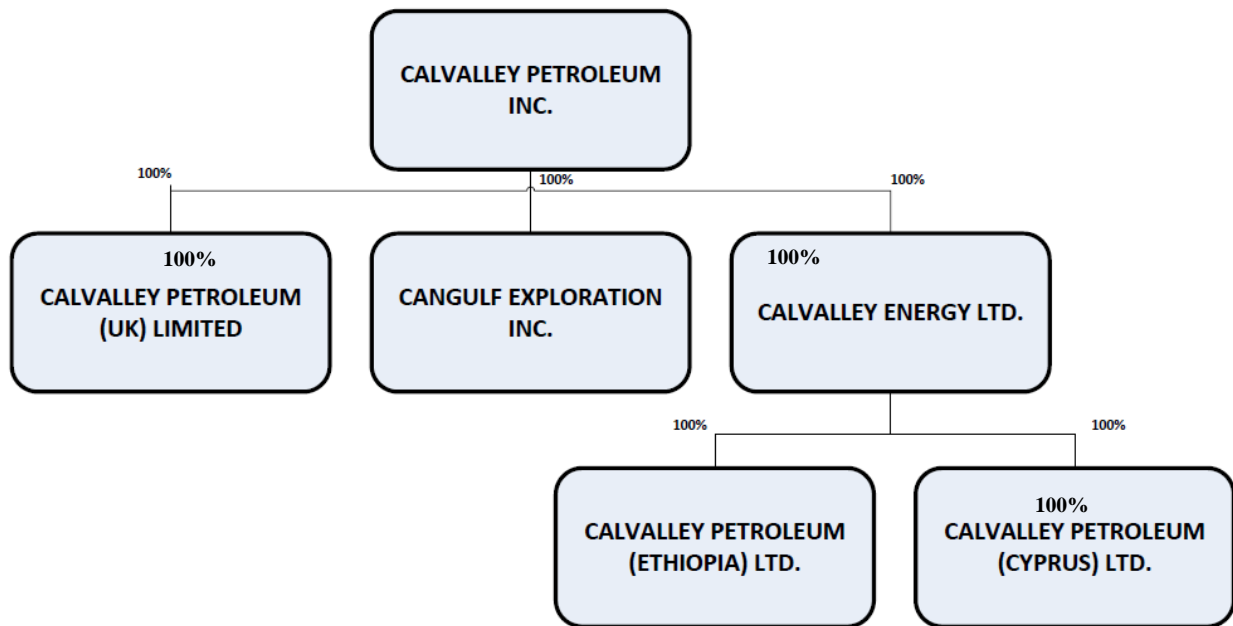 CALVALLEY PETROLEUM
INC.
100%
100%
100%
100%
CALVALLEY PETROLEUM
(UK) LIMITED
CANGULF EXPLORATION
INC.
100%
CALVALLEY ENERGY LTD.
100%
100%
CALVALLEY PETROLEUM
(ETHIOPIA) LTD.
100%
CALVALLEY PETROLEUM
(CYPRUS) LTD.